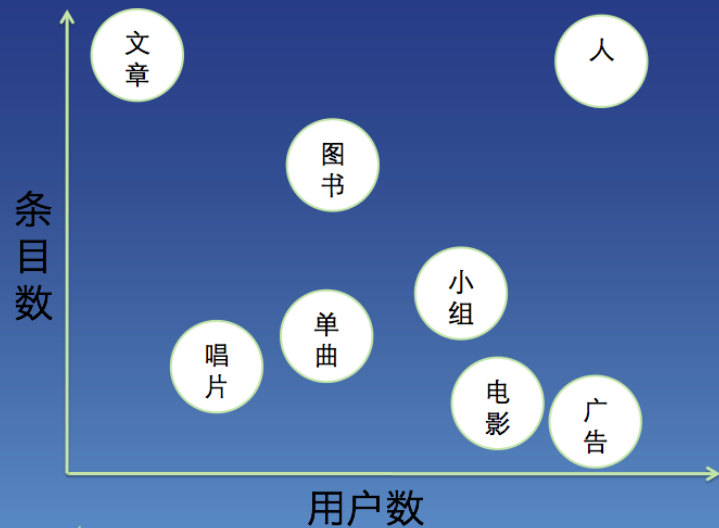 文章
人
图书
条目数
小组
单曲
唱片
电影
广告
用户数